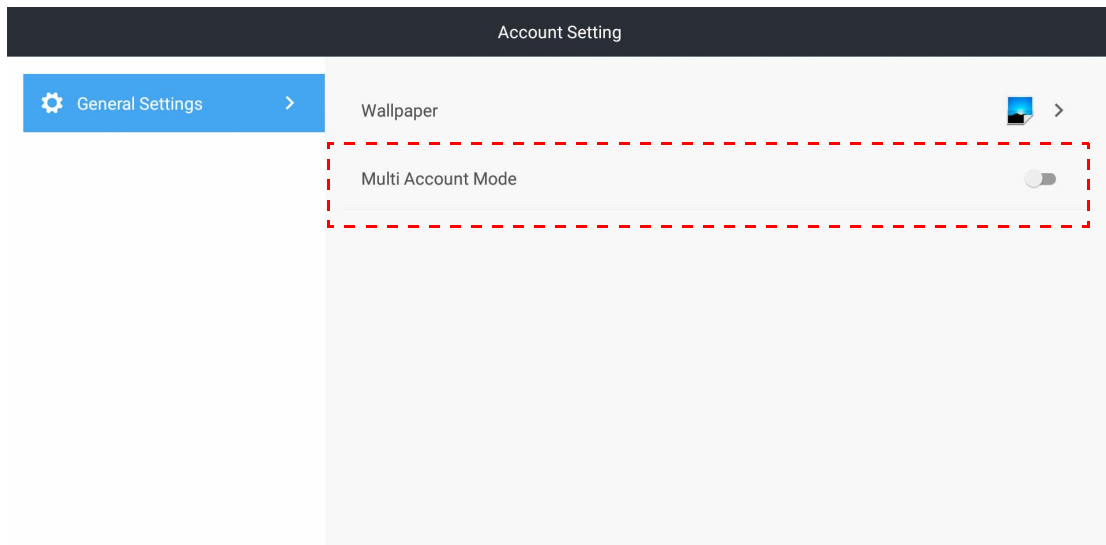 Account Setting
General Settings
Wallpaper
Multi Account Mode